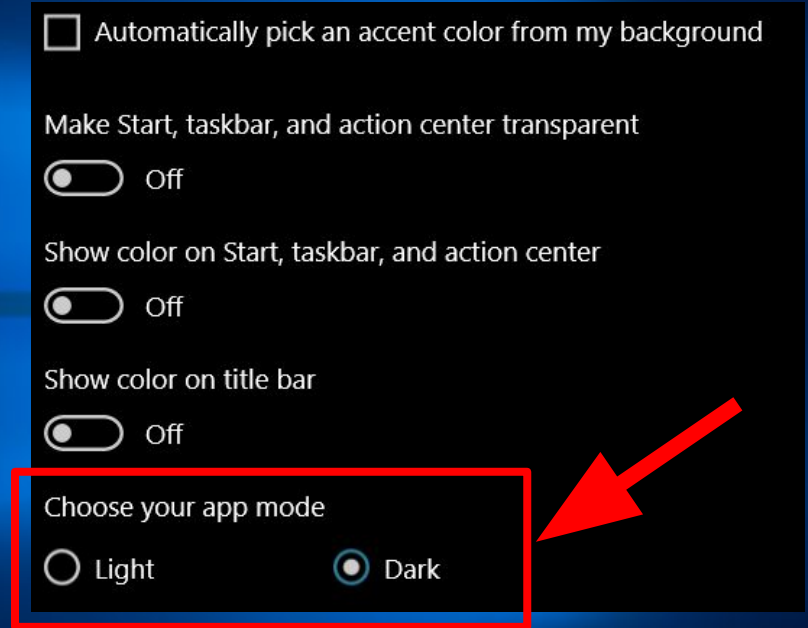 Automatically pick an accent color from my background
Make Start, taskbar, and action center transparent
Off
Show color on Start, taskbar, and action center
Off
Show color on title bar
Off
Choose your app mode
Light Dark